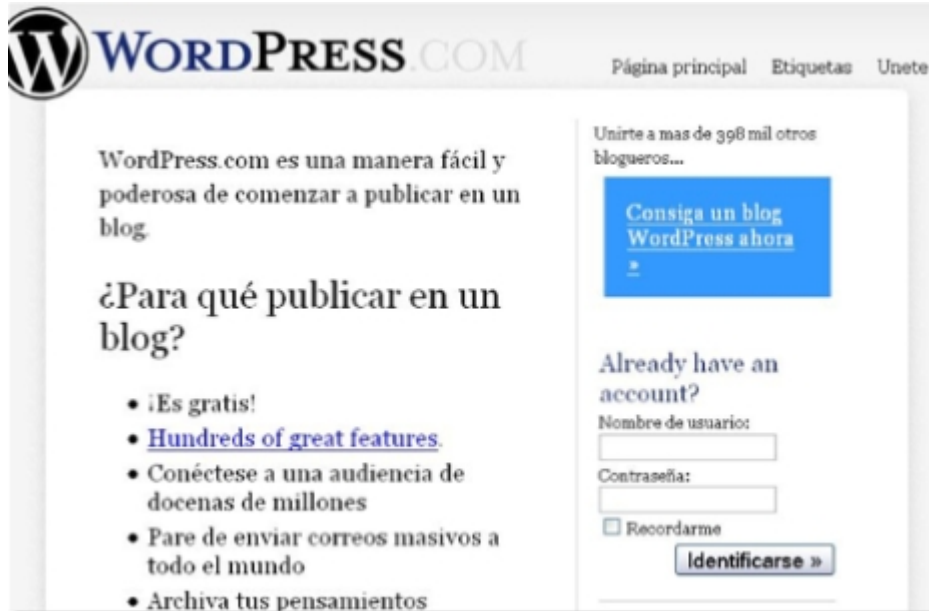 WORDPRESS.COM
Página principal Etiquetas Unete
WordPress.com es una manera fácil y
poderosa de comenzar a publicar en un
blog.
¿Para qué publicar en un
blog?
• ¡Es gratis!
• Hundreds of great features.
• Conéctese a una audiencia de
docenas de millones
• Pare de enviar correos masivos a
todo el mundo
• Archiva tus pensamientos
Unirte a mas de 398 mil otros
blogueros...
Consiga un blog
WordPress ahora
»
Already have an
account?
Nombre de usuario:
Contraseña:
Recordarme
Identificarse »